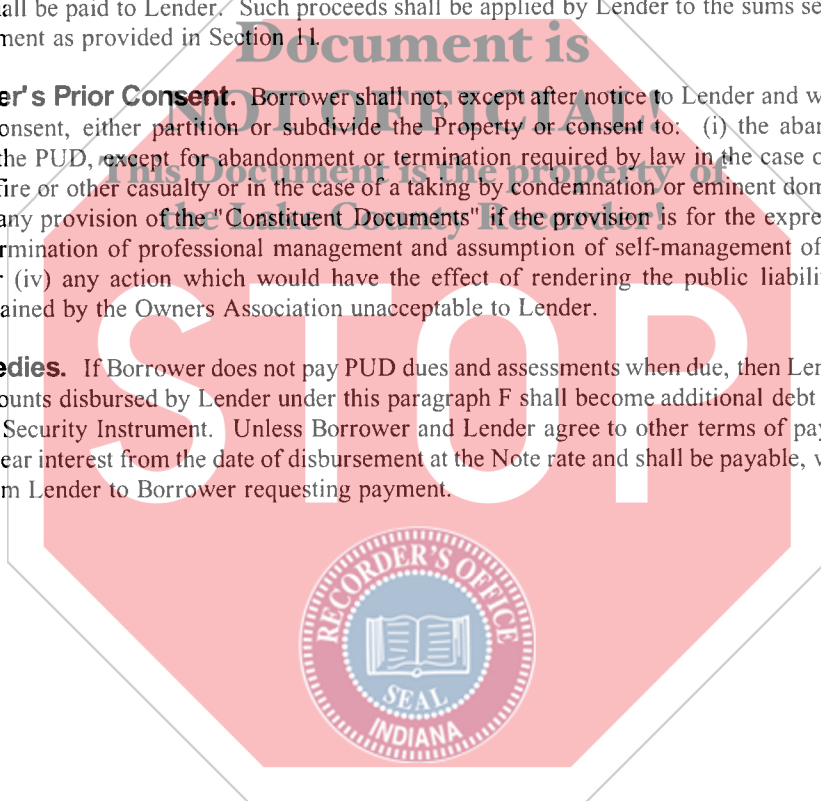 all be paid to Lender. Such proceeds shall be applied by Lender to the sums se
ment as provided in Section 11.
Document is
NOT OFFICIAL!
This Document is the property of
the Lake County Recorder!
er's Prior Consent. Borrower shall not, except after notice to Lender and w
onsent, either partition or subdivide the Property or consent to: (i) the aban
the PUD, except for abandonment or termination required by law in the case o
fire or other casualty or in the case of a taking by condemnation or eminent dom
any provision of the "Constituent Documents" if the provision is for the expre
rmination of professional management and assumption of self-management of
r (iv) any action which would have the effect of rendering the public liabili
ained by the Owners Association unacceptable to Lender.
STOP
edies. If Borrower does not pay PUD dues and assessments when due, then Len
ounts disbursed by Lender under this paragraph F shall become additional debt
Security Instrument. Unless Borrower and Lender agree to other terms of pay
ear interest from the date of disbursement at the Note rate and shall be payable, v
m Lender to Borrower requesting payment.
RECORDER'S OFFICE
SEAL
INDIANA